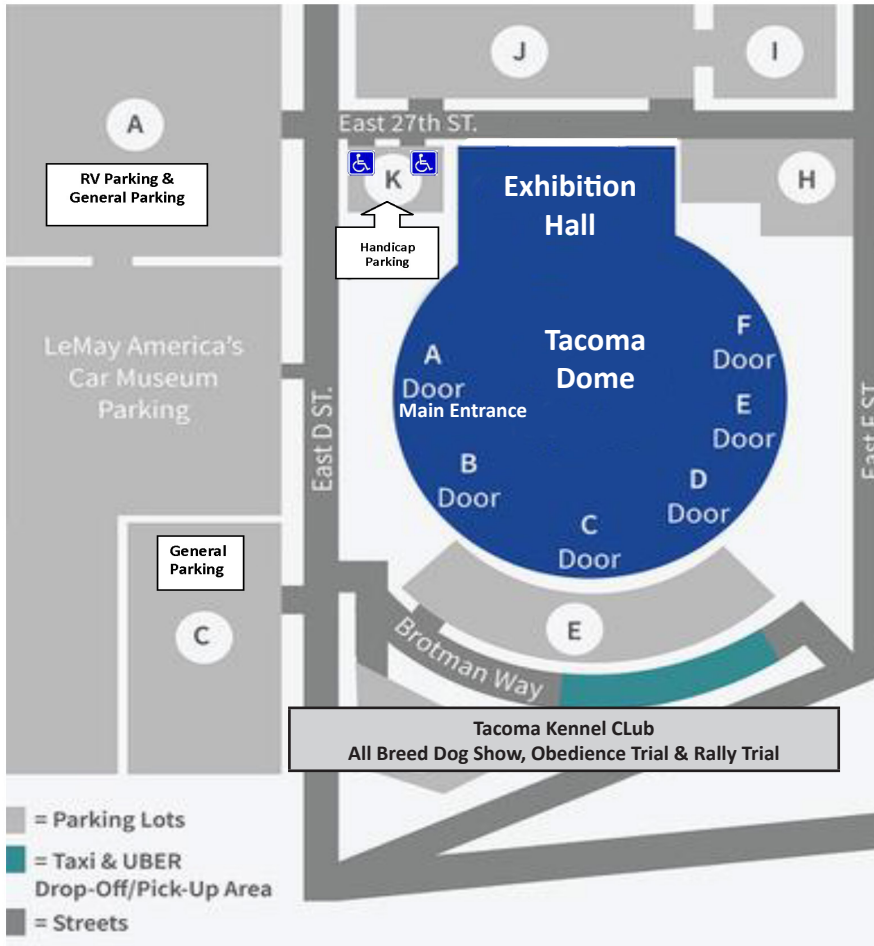 J
I
A
East 27th ST.
RV Parking &
General Parking
K
H
Exhibition
Hall
Handicap
Parking
LeMay America's
Car Museum
Parking
Tacoma
Dome
A
Door
Main Entrance
F
Door
E
Door
East D ST.
East F ST.
B
Door
D
Door
C
Door
General
Parking
C
E
Brotman Way
Tacoma Kennel CLub
All Breed Dog Show, Obedience Trial & Rally Trial
= Parking Lots
= Taxi & UBER
Drop-Off/Pick-Up Area
= Streets